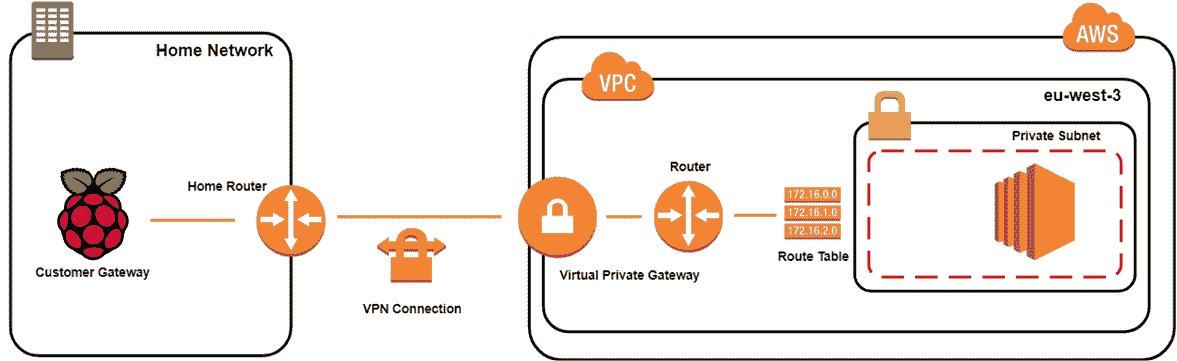 Home Network
AWS
VPC
eu-west-3
Private Subnet
Home Router
Router
172.16.0.0
172.16.1.0
172.16.2.0
Customer Gateway
Virtual Private Gateway
Route Table
VPN Connection